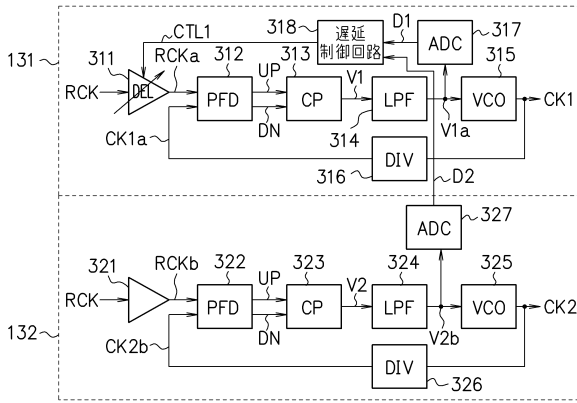 CTL1
318
遅延
制御回路
D1
317
ADC
131
311
RCKa
312
UP
313
V1
315
RCK
DEL
PFD
CP
LPF
VCO
CK1
DN
314
V1a
CK1a
DIV
316
D2
ADC
327
321
RCKb
322
UP
323
V2
324
325
RCK
PFD
CP
LPF
VCO
CK2
132
DN
V2b
CK2b
DIV
326